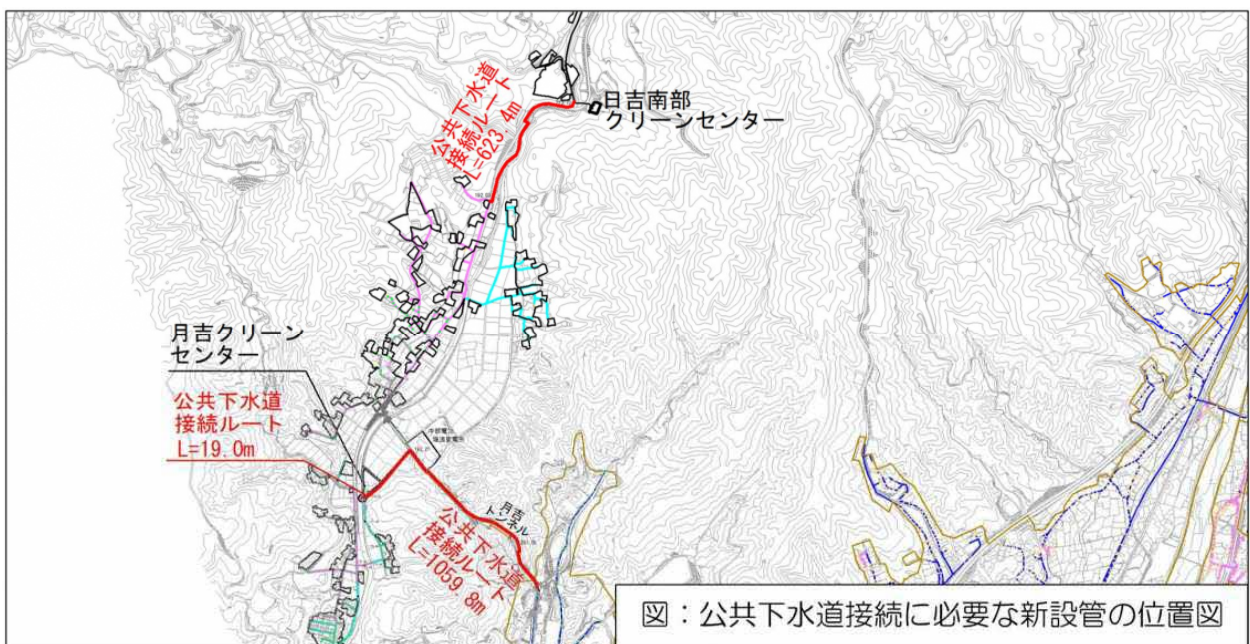 公共下水道
接続ルート
L=623.4m
日吉南部
クリーンセンター
月吉クリーン
センター
公共下水道
接続ルート
L=19.0m
月吉
トンネル
公共下水道
接続ルート
L=1059.8m
図：公共下水道接続に必要な新設管の位置図